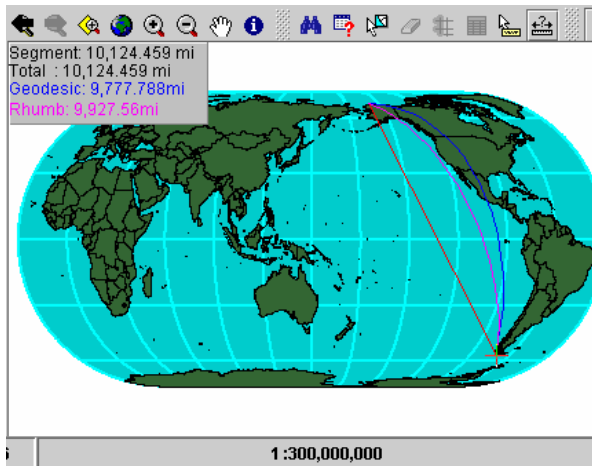 Segment: 10,124.459 mi
Total : 10,124.459 mi
Geodesic: 9,777.788mi
Rhumb: 9,927.56mi
1:300,000,000